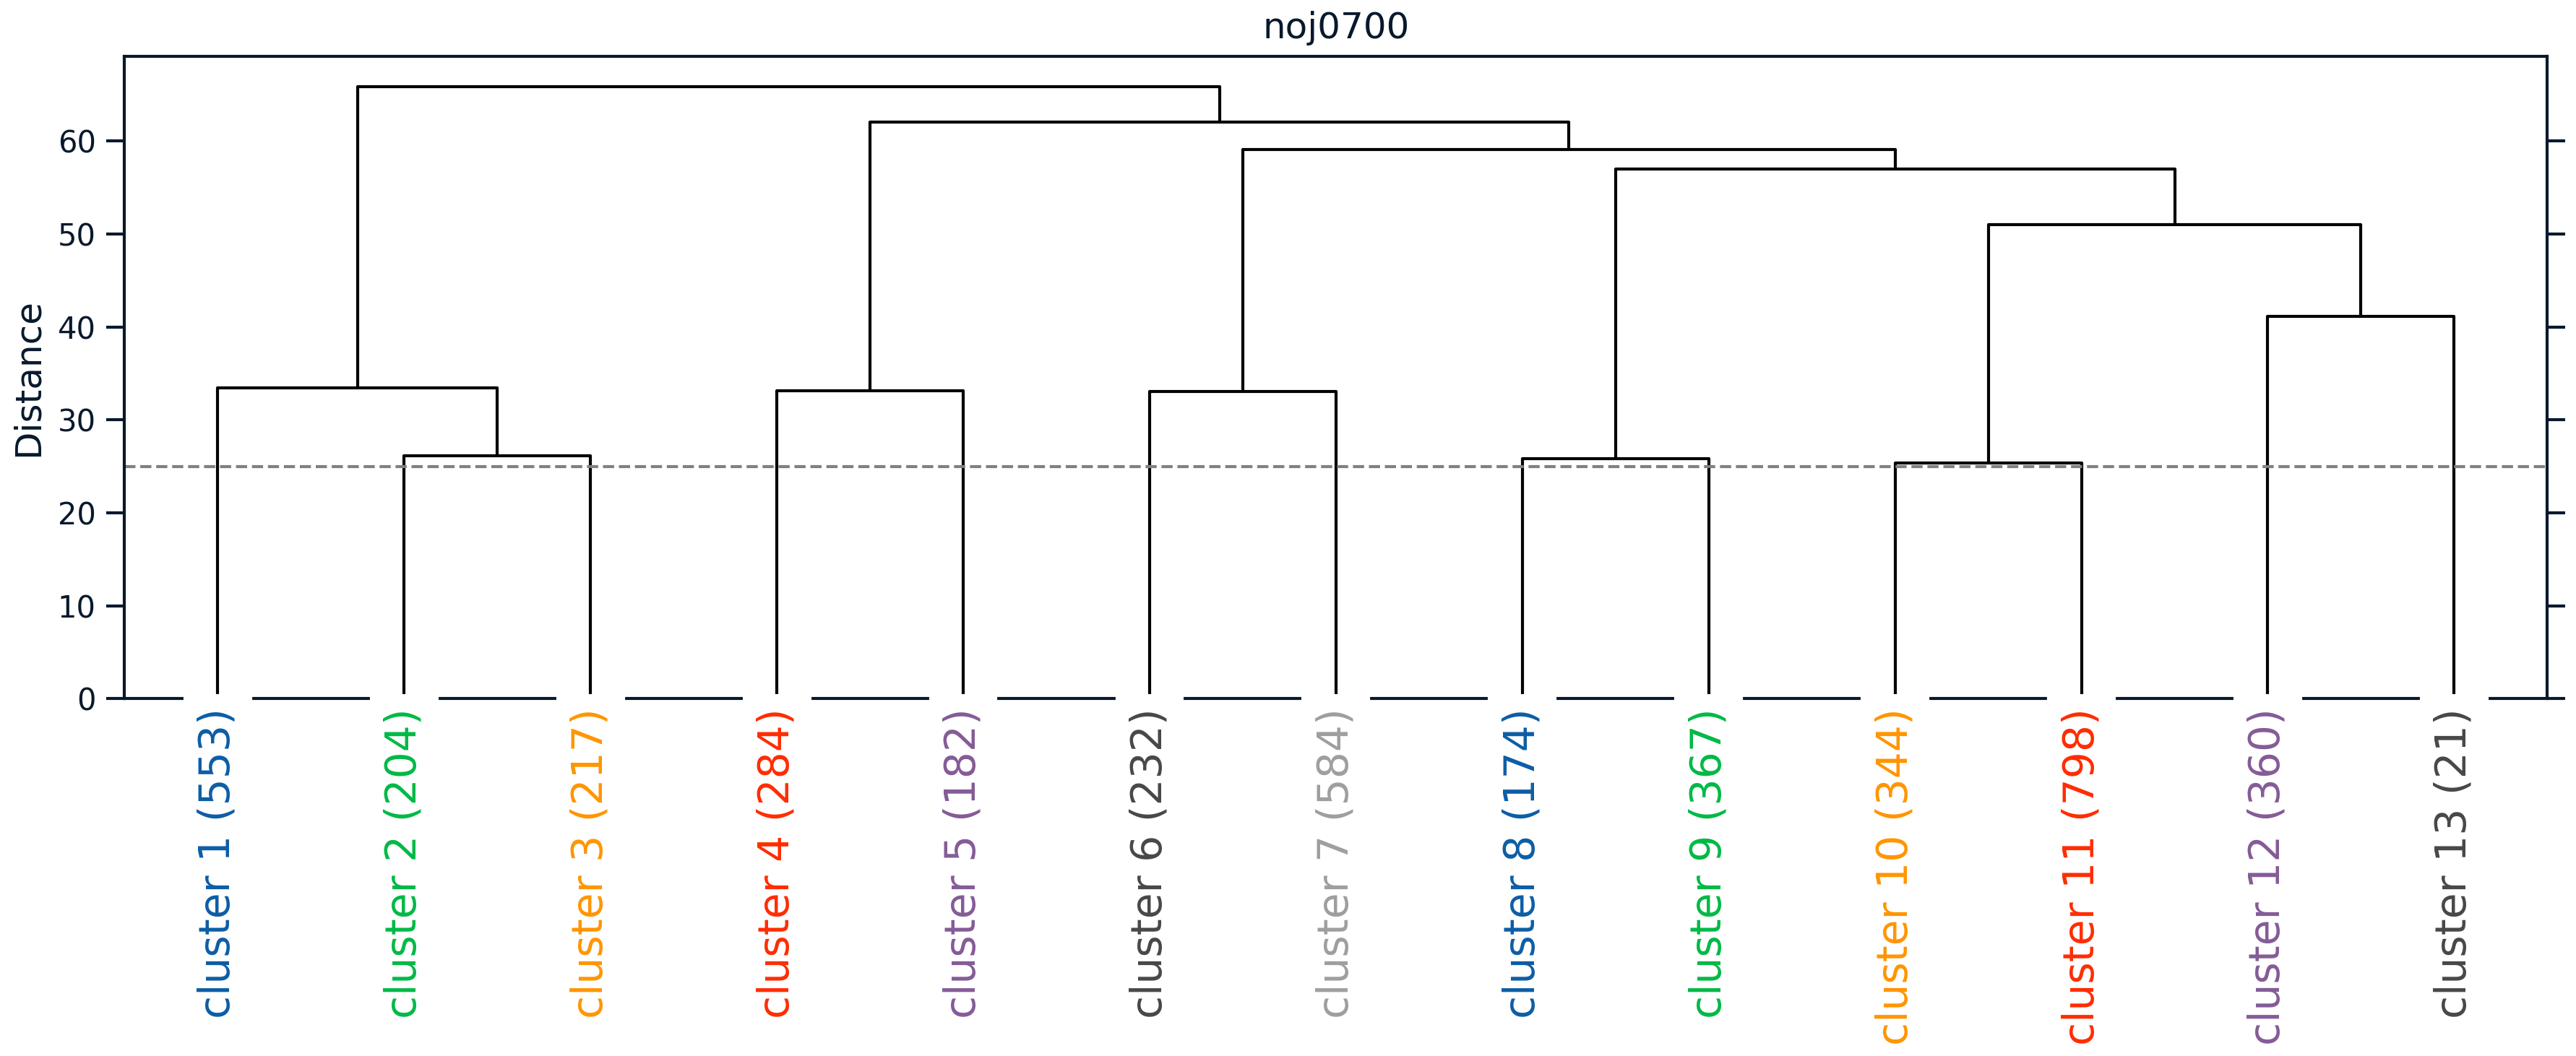 noj0700
Distance
60
50
40
30
20
10
0
cluster 1 (553)
cluster 2 (204)
cluster 3 (217)
cluster 4 (284)
cluster 5 (182)
cluster 6 (232)
cluster 7 (584)
cluster 8 (174)
cluster 9 (367)
cluster 10 (344)
cluster 11 (798)
cluster 12 (360)
cluster 13 (21)